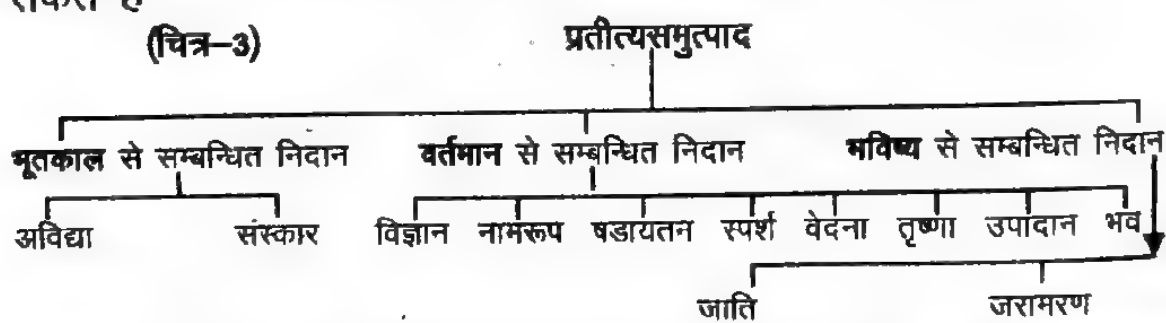 (चित्र-3) प्रतीत्यसमुत्पाद
भूतकाल से सम्बन्धित निदान वर्तमान से सम्बन्धित निदान भविष्य से सम्बन्धित निदान
अविद्या संस्कार विज्ञान नामरूप षडायतन स्पर्श वेदना तृष्णा उपादान भव
जाति जरामरण